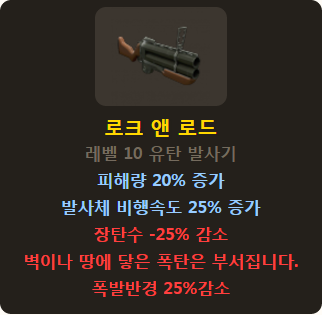 로크 앤 로드
레벨 10 유탄 발사기
피해량 20% 증가
발사체 비행속도 25% 증가
장탄수 -25% 감소
벽이나 땅에 닿은 폭탄은 부서집니다.
폭발반경 25%감소